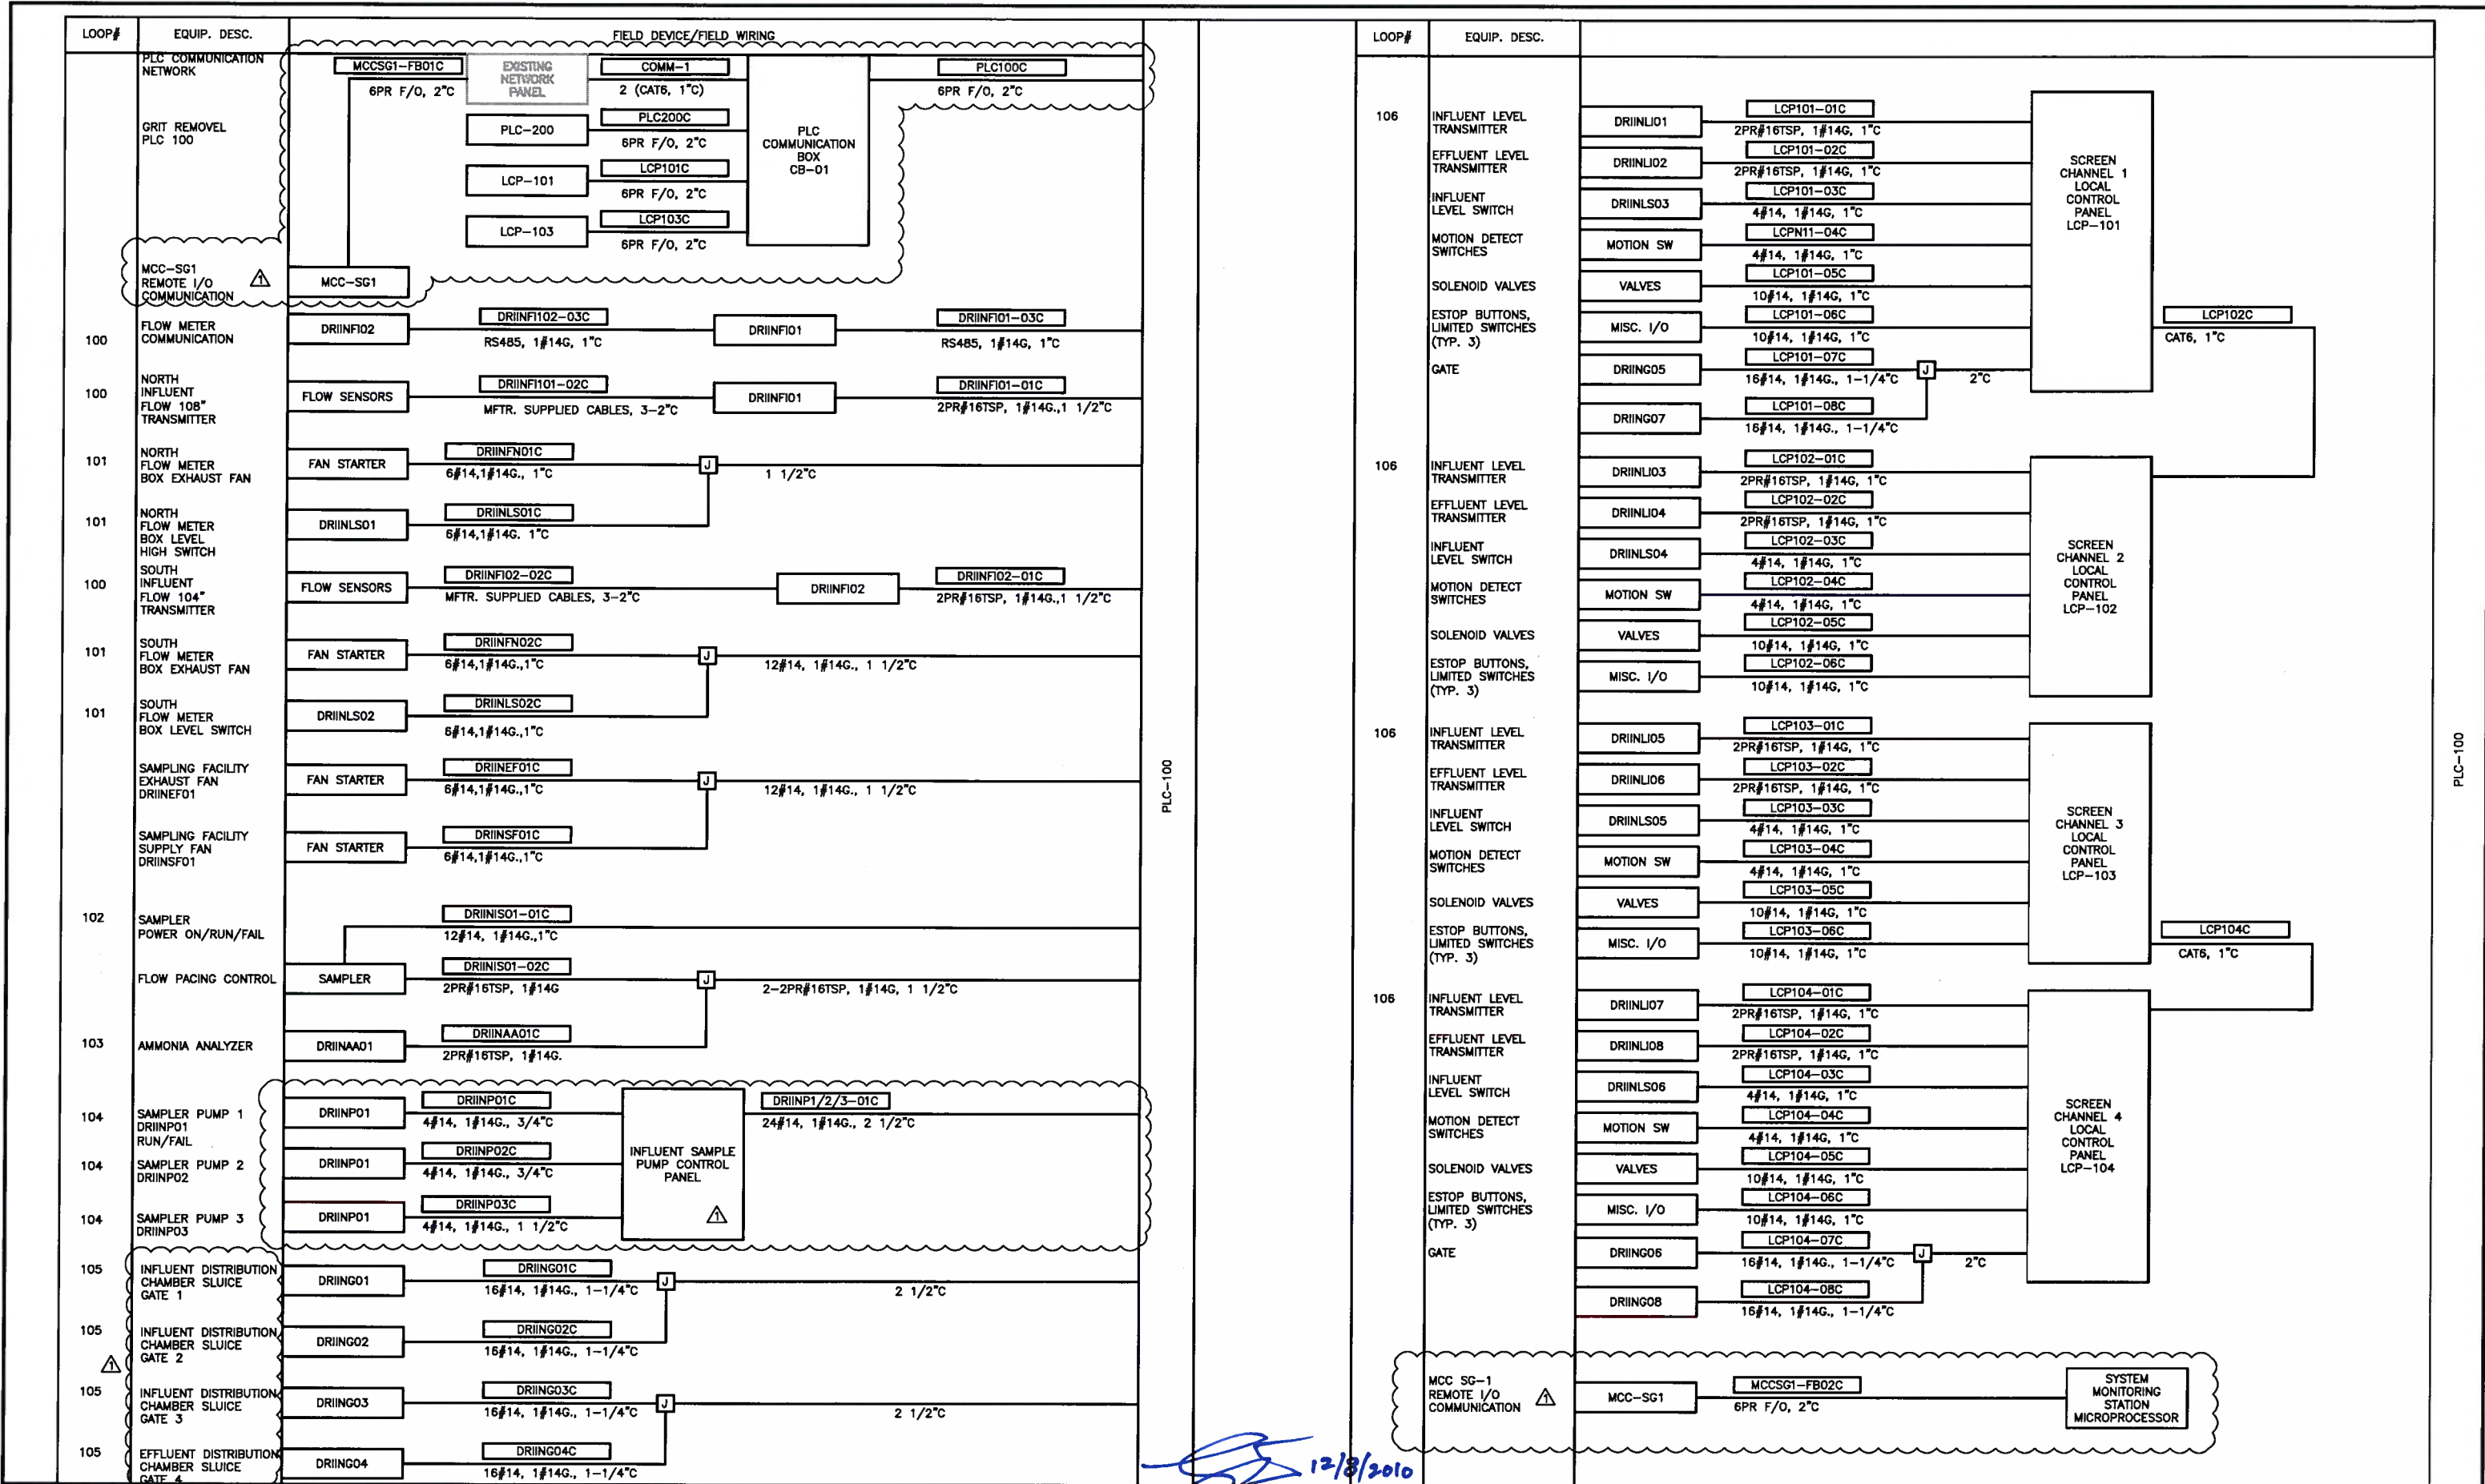 LOOP#
EQUIP. DESC.
FIELD DEVICE/FIELD WIRING
PLC COMMUNICATION
NETWORK
MCCSG1-FB01C
6PR F/O, 2"C
EXISTING
NETWORK
PANEL
COMM-1
2 (CAT6, 1"C)
PLC100C
6PR F/O, 2"C
GRIT REMOVEL
PLC 100
PLC-200
PLC200C
6PR F/O, 2"C
LCP-101
LCP101C
6PR F/O, 2"C
LCP-103
LCP103C
6PR F/O, 2"C
PLC
COMMUNICATION
BOX
CB-01
MCC-SG1
REMOTE I/O
COMMUNICATION
1
MCC-SG1
100
FLOW METER
COMMUNICATION
DRIINFI02
DRIINFI102-03C
RS485, 1#14G, 1"C
DRIINFI01
DRIINFI01-03C
RS485, 1#14G, 1"C
100
NORTH
INFLUENT
FLOW 108"
TRANSMITTER
FLOW SENSORS
DRIINFI101-02C
MFTR. SUPPLIED CABLES, 3-2"C
DRIINFI01
DRIINFI01-01C
2PR#16TSP, 1#14G.,1 1/2"C
101
NORTH
FLOW METER
BOX EXHAUST FAN
FAN STARTER
DRIINFN01C
6#14,1#14G., 1"C
J
1 1/2"C
101
NORTH
FLOW METER
BOX LEVEL
HIGH SWITCH
DRIINLS01
DRIINLS01C
6#14,1#14G. 1"C
100
SOUTH
INFLUENT
FLOW 104"
TRANSMITTER
FLOW SENSORS
DRIINFI02-02C
MFTR. SUPPLIED CABLES, 3-2"C
DRIINFI02
DRIINFI02-01C
2PR#16TSP, 1#14G.,1 1/2"C
101
SOUTH
FLOW METER
BOX EXHAUST FAN
FAN STARTER
DRIINFN02C
6#14,1#14G.,1"C
J
12#14, 1#14G., 1 1/2"C
101
SOUTH
FLOW METER
BOX LEVEL SWITCH
DRIINLS02
DRIINLS02C
6#14,1#14G.,1"C
SAMPLING FACILITY
EXHAUST FAN
DRIINEF01
FAN STARTER
DRIINEF01C
6#14,1#14G.,1"C
J
12#14, 1#14G., 1 1/2"C
SAMPLING FACILITY
SUPPLY FAN
DRIINSF01
FAN STARTER
DRIINSF01C
6#14,1#14G.,1"C
102
SAMPLER
POWER ON/RUN/FAIL
DRIINIS01-01C
12#14, 1#14G.,1"C
FLOW PACING CONTROL
SAMPLER
DRIINIS01-02C
2PR#16TSP, 1#14G
J
2-2PR#16TSP, 1#14G, 1 1/2"C
103
AMMONIA ANALYZER
DRIINAA01
DRIINAA01C
2PR#16TSP, 1#14G.
104
SAMPLER PUMP 1
DRIINP01
RUN/FAIL
DRIINP01
DRIINP01C
4#14, 1#14G., 3/4"C
DRIINP1/2/3-01C
24#14, 1#14G., 2 1/2"C
104
SAMPLER PUMP 2
DRIINP02
DRIINP01
DRIINP02C
4#14, 1#14G., 3/4"C
INFLUENT SAMPLE
PUMP CONTROL
PANEL
1
104
SAMPLER PUMP 3
DRIINP03
DRIINP01
DRIINP03C
4#14, 1#14G., 1 1/2"C
105
INFLUENT DISTRIBUTION
CHAMBER SLUICE
GATE 1
DRIING01
DRIING01C
16#14, 1#14G., 1-1/4"C
J
2 1/2"C
105
INFLUENT DISTRIBUTION
CHAMBER SLUICE
GATE 2
1
DRIING02
DRIING02C
16#14, 1#14G., 1-1/4"C
105
INFLUENT DISTRIBUTION
CHAMBER SLUICE
GATE 3
DRIING03
DRIING03C
16#14, 1#14G., 1-1/4"C
J
2 1/2"C
105
EFFLUENT DISTRIBUTION
CHAMBER SLUICE
GATE 4
DRIING04
DRIING04C
16#14, 1#14G., 1-1/4"C
PLC-100
12/8/2010
LOOP#
EQUIP. DESC.
106
INFLUENT LEVEL
TRANSMITTER
DRIINLI01
LCP101-01C
2PR#16TSP, 1#14G, 1"C
EFFLUENT LEVEL
TRANSMITTER
DRIINLI02
LCP101-02C
2PR#16TSP, 1#14G, 1"C
INFLUENT
LEVEL SWITCH
DRIINLS03
LCP101-03C
4#14, 1#14G, 1"C
MOTION DETECT
SWITCHES
MOTION SW
LCPN11-04C
4#14, 1#14G, 1"C
SOLENOID VALVES
VALVES
LCP101-05C
10#14, 1#14G, 1"C
ESTOP BUTTONS,
LIMITED SWITCHES
(TYP. 3)
MISC. I/O
LCP101-06C
10#14, 1#14G, 1"C
GATE
DRIING05
LCP101-07C
16#14, 1#14G., 1-1/4"C
J
2"C
DRIING07
LCP101-08C
16#14, 1#14G., 1-1/4"C
SCREEN
CHANNEL 1
LOCAL
CONTROL
PANEL
LCP-101
LCP102C
CAT6, 1"C
106
INFLUENT LEVEL
TRANSMITTER
DRIINLI03
LCP102-01C
2PR#16TSP, 1#14G, 1"C
EFFLUENT LEVEL
TRANSMITTER
DRIINLI04
LCP102-02C
2PR#16TSP, 1#14G, 1"C
INFLUENT
LEVEL SWITCH
DRIINLS04
LCP102-03C
4#14, 1#14G, 1"C
MOTION DETECT
SWITCHES
MOTION SW
LCP102-04C
4#14, 1#14G, 1"C
SOLENOID VALVES
VALVES
LCP102-05C
10#14, 1#14G, 1"C
ESTOP BUTTONS,
LIMITED SWITCHES
(TYP. 3)
MISC. I/O
LCP102-06C
10#14, 1#14G, 1"C
SCREEN
CHANNEL 2
LOCAL
CONTROL
PANEL
LCP-102
106
INFLUENT LEVEL
TRANSMITTER
DRIINLI05
LCP103-01C
2PR#16TSP, 1#14G, 1"C
EFFLUENT LEVEL
TRANSMITTER
DRIINLI06
LCP103-02C
2PR#16TSP, 1#14G, 1"C
INFLUENT
LEVEL SWITCH
DRIINLS05
LCP103-03C
4#14, 1#14G, 1"C
MOTION DETECT
SWITCHES
MOTION SW
LCP103-04C
4#14, 1#14G, 1"C
SOLENOID VALVES
VALVES
LCP103-05C
10#14, 1#14G, 1"C
ESTOP BUTTONS,
LIMITED SWITCHES
(TYP. 3)
MISC. I/O
LCP103-06C
10#14, 1#14G, 1"C
SCREEN
CHANNEL 3
LOCAL
CONTROL
PANEL
LCP-103
LCP104C
CAT6, 1"C
106
INFLUENT LEVEL
TRANSMITTER
DRIINLI07
LCP104-01C
2PR#16TSP, 1#14G, 1"C
EFFLUENT LEVEL
TRANSMITTER
DRIINLI08
LCP104-02C
2PR#16TSP, 1#14G, 1"C
INFLUENT
LEVEL SWITCH
DRIINLS06
LCP104-03C
4#14, 1#14G, 1"C
MOTION DETECT
SWITCHES
MOTION SW
LCP104-04C
4#14, 1#14G, 1"C
SOLENOID VALVES
VALVES
LCP104-05C
10#14, 1#14G, 1"C
ESTOP BUTTONS,
LIMITED SWITCHES
(TYP. 3)
MISC. I/O
LCP104-06C
10#14, 1#14G, 1"C
GATE
DRIING06
LCP104-07C
16#14, 1#14G., 1-1/4"C
J
2"C
DRIING08
LCP104-08C
16#14, 1#14G., 1-1/4"C
SCREEN
CHANNEL 4
LOCAL
CONTROL
PANEL
LCP-104
MCC SG-1
REMOTE I/O
COMMUNICATION
1
MCC-SG1
MCCSG1-FB02C
6PR F/O, 2"C
SYSTEM
MONITORING
STATION
MICROPROCESSOR
PLC-100